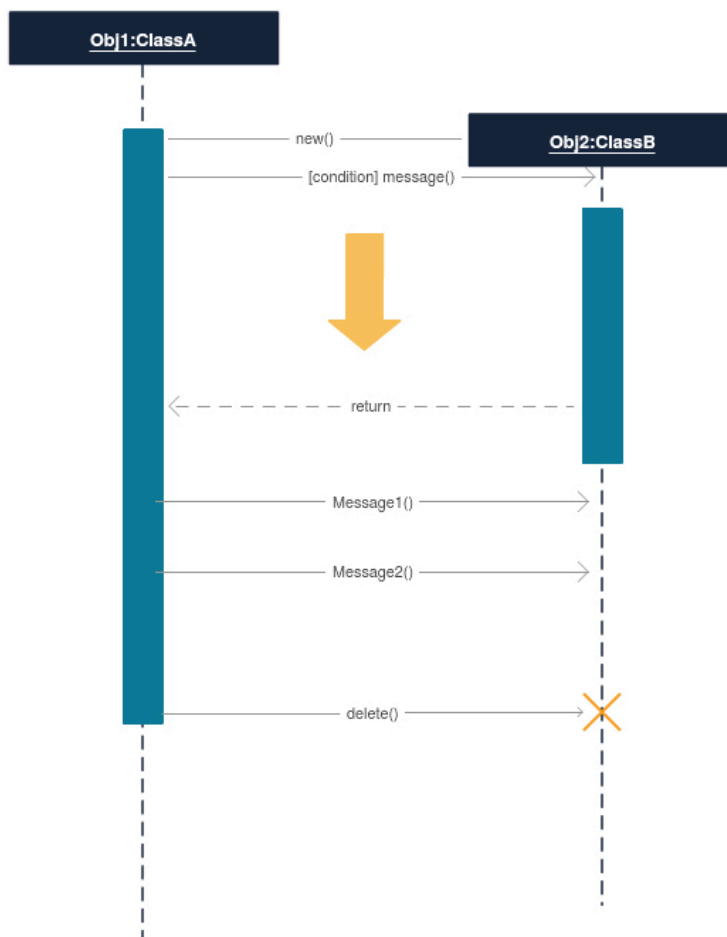 Obj1:ClassA
new()
Obj2:ClassB
[condition] message()
return
Message1()
Message2()
delete()